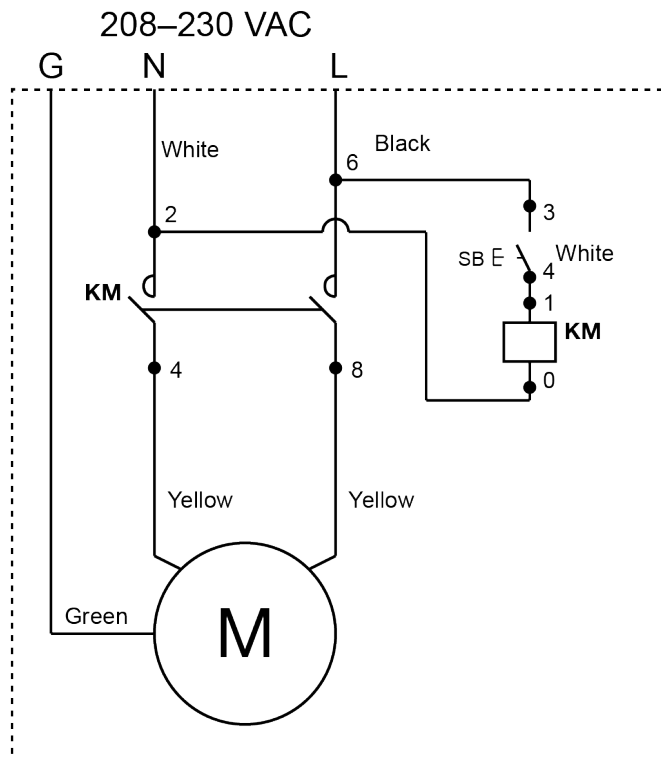 208–230 VAC
G N L
White
6 Black
2
3
SB White
4
KM
1
KM
4
8
0
Yellow Yellow
Green
M